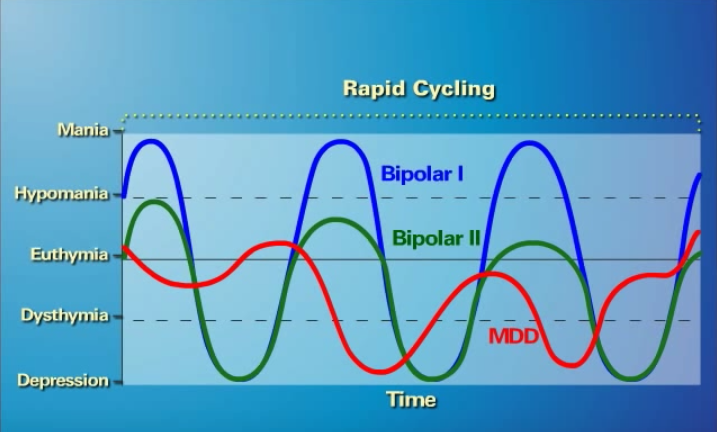 Rapid Cycling
Mania
Bipolar I
Hypomania
Bipolar II
Euthymia
Dysthymia
MDD
Depression
Time